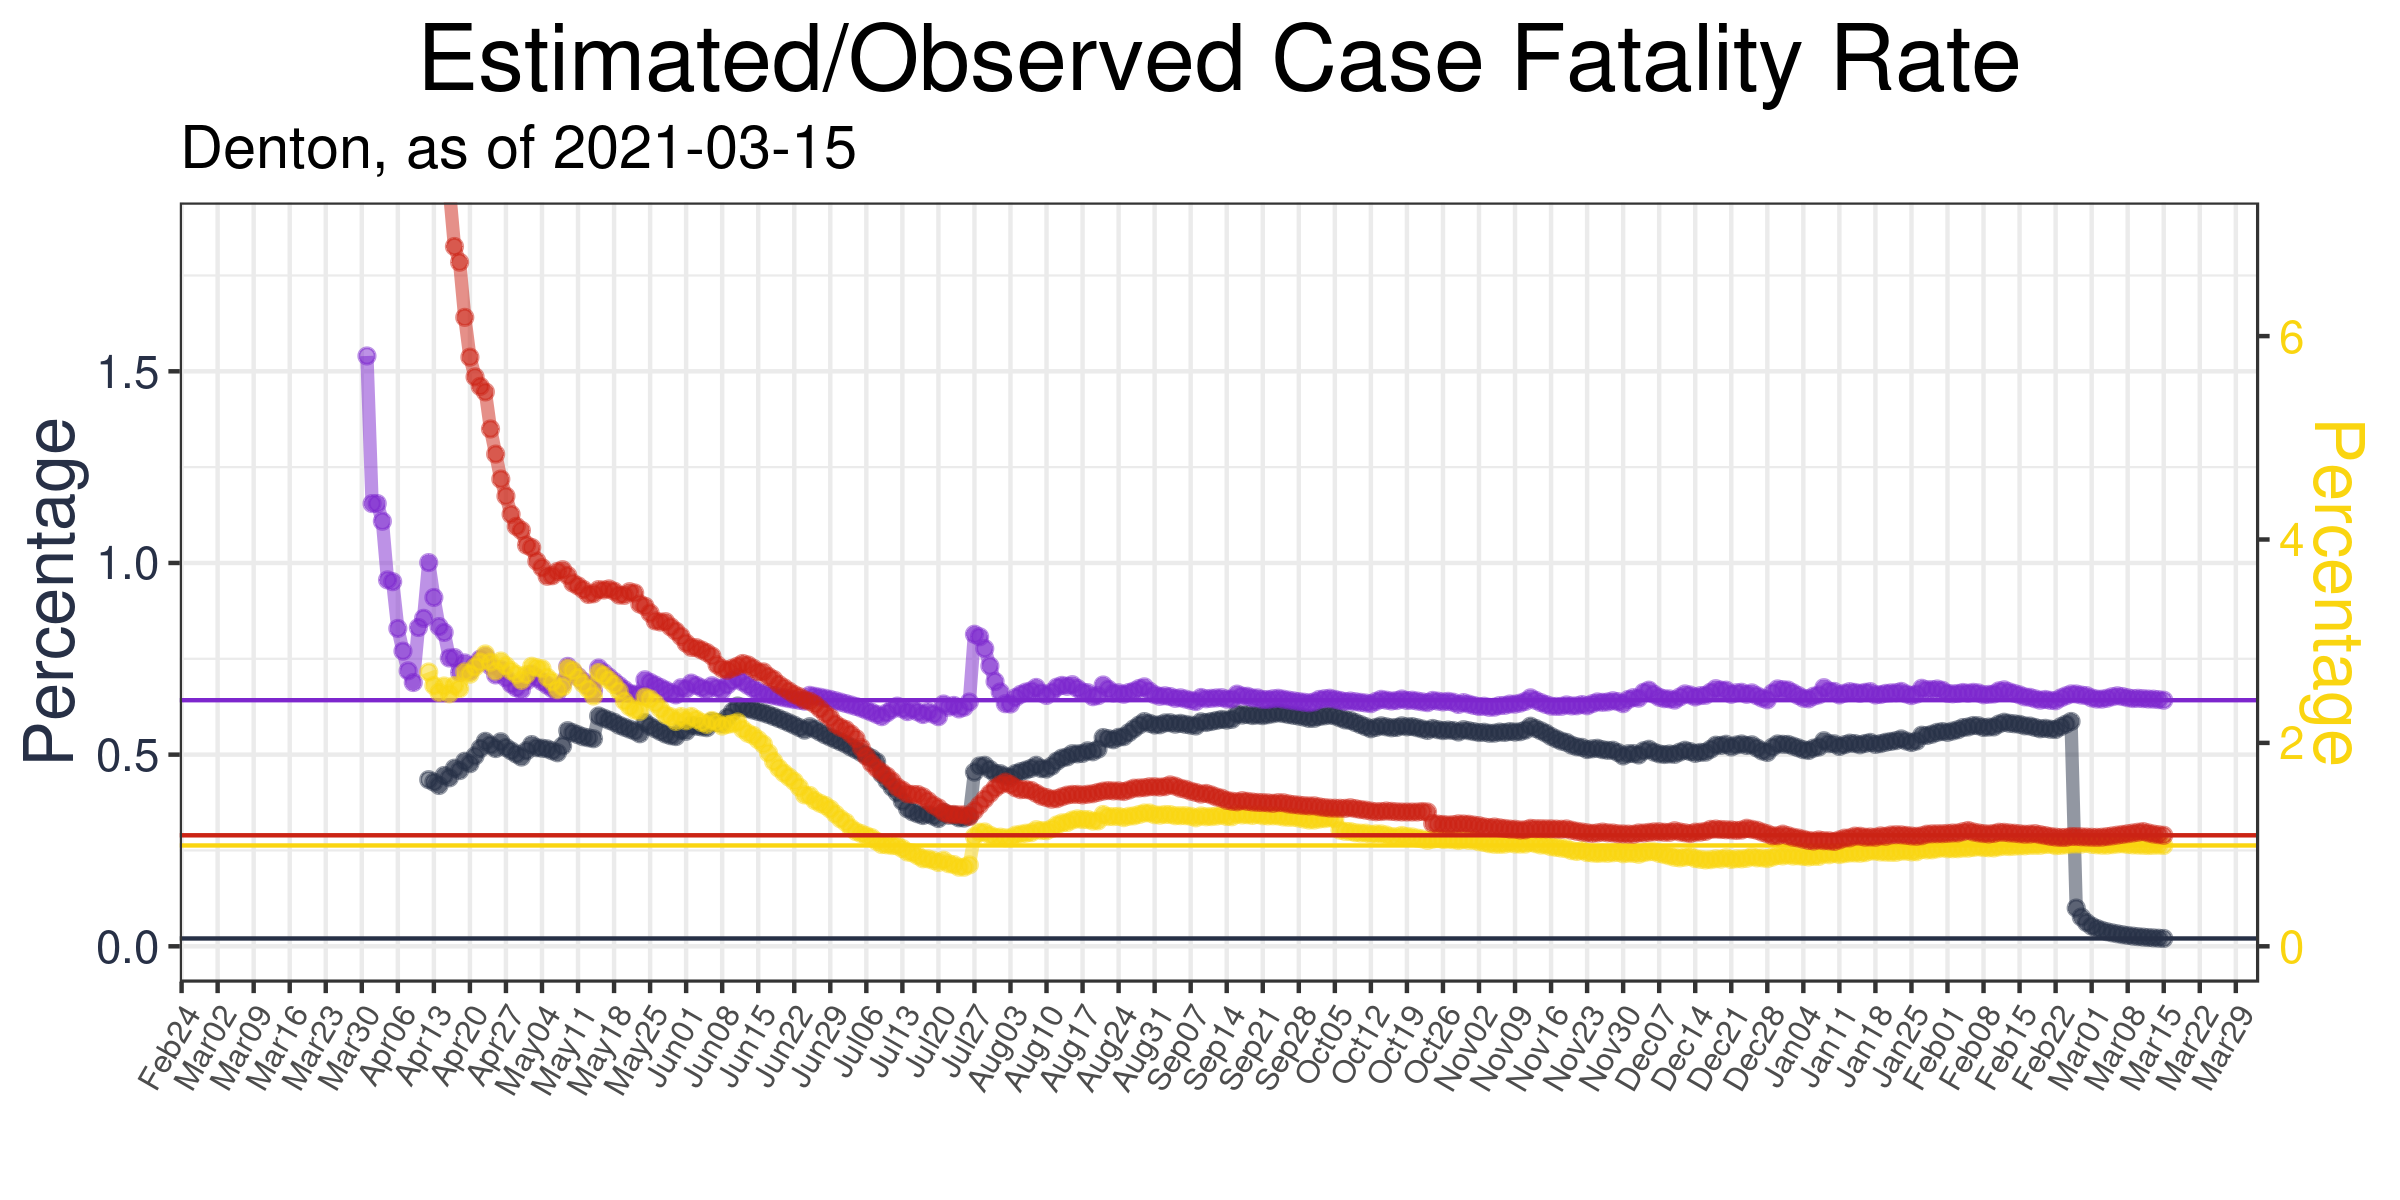 Estimated/Observed Case Fatality Rate
Denton, as of 2021-03-15
Percentage
1.5
1.0
0.5
0.0
6
4
2
0
Percentage
Feb24 Mar02 Mar09 Mar16 Mar23 Mar30 Apr06 Apr13 Apr20 Apr27 May04 May11 May18 May25 Jun01 Jun08 Jun15 Jun22 Jun29 Jul06 Jul13 Jul20 Jul27 Aug03 Aug10 Aug17 Aug24 Aug31 Sep07 Sep14 Sep21 Sep28 Oct05 Oct12 Oct19 Oct26 Nov02 Nov09 Nov16 Nov23 Nov30 Dec07 Dec14 Dec21 Dec28 Jan04 Jan11 Jan18 Jan25 Feb01 Feb08 Feb15 Feb22 Mar01 Mar08 Mar15 Mar22 Mar29